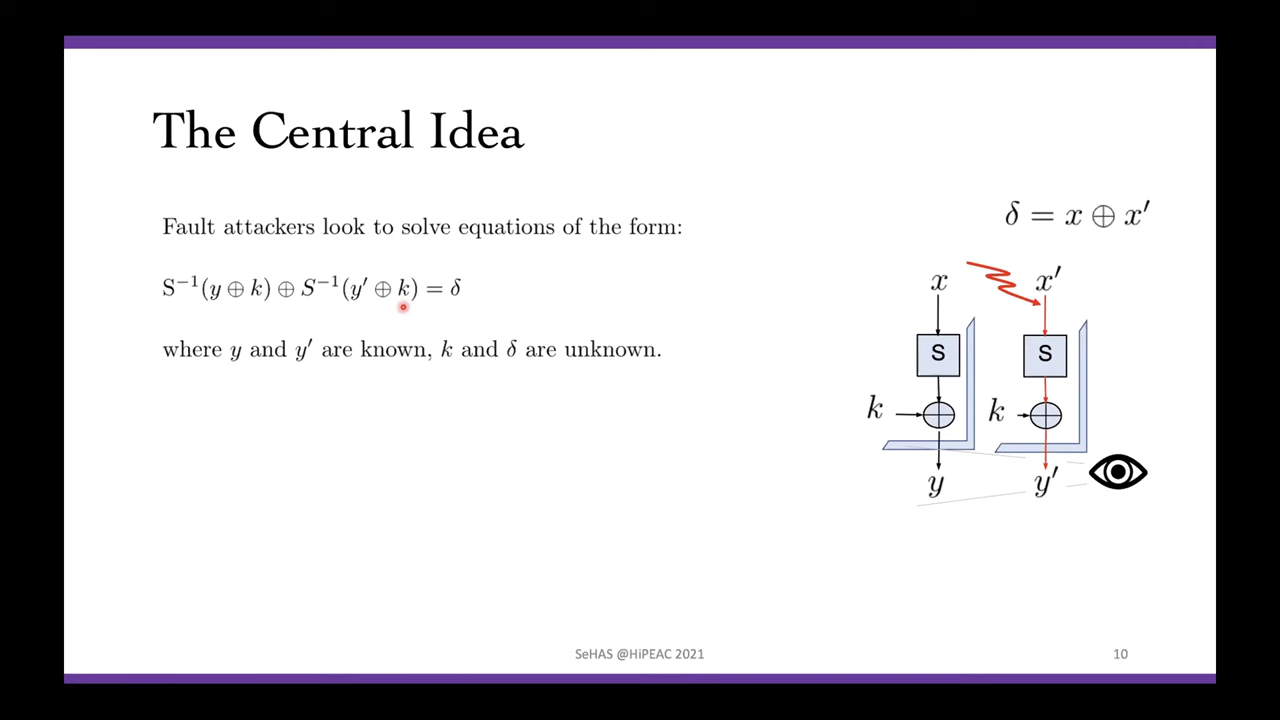 The Central Idea
Fault attackers look to solve equations of the form:
S⁻¹(y ⊕ k) ⊕ S⁻¹(y′ ⊕ k) = δ
where y and y′ are known, k and δ are unknown.
δ = x ⊕ x′
x x′
S S
k k
y y′
SeHAS @HiPEAC 2021 10